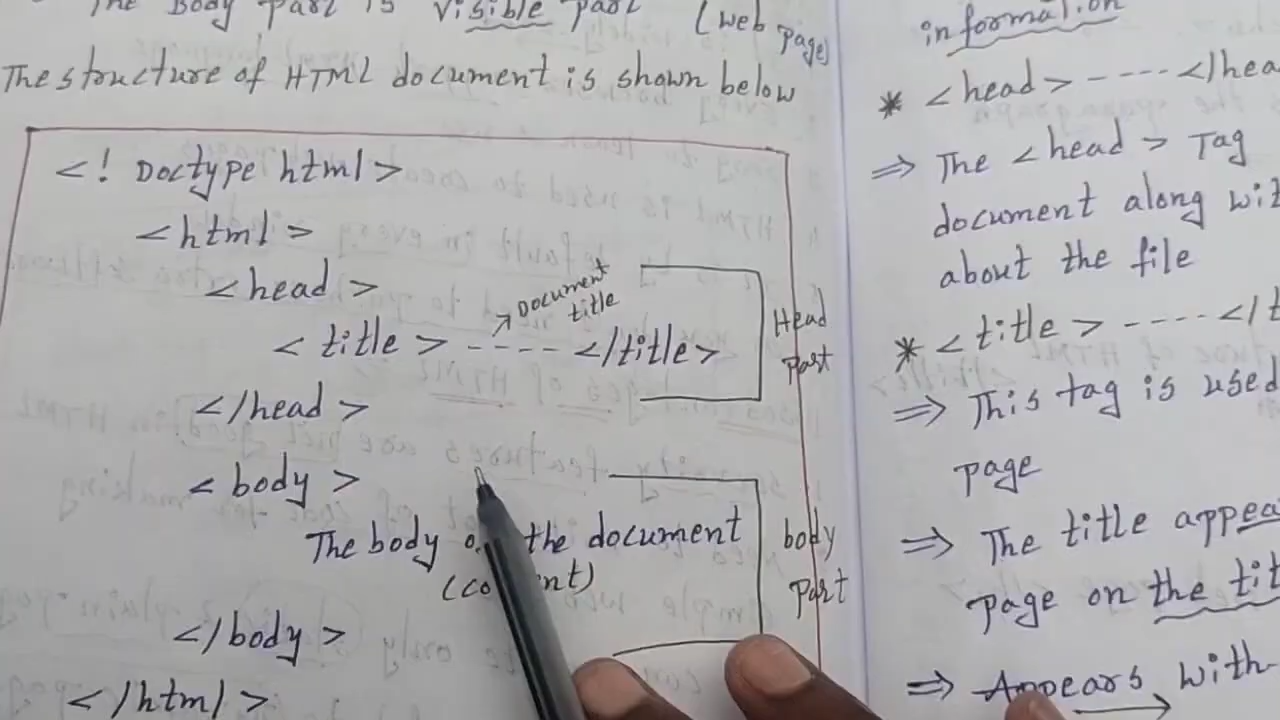 The Body part is visible part (web page)
The structure of HTML document is shown below
<! Doctype html>
<html>
<head>
Document title
<title> ---- </title>
Head part
</head>
<body>
The body the document
body part
</body>
</html>
information
* <head> ---- </hea
⇒ The <head> Tag
document along wit
about the file
* <title> ---- </t
⇒ This tag is used
page
⇒ The title appea
page on the tit
⇒ Appears with